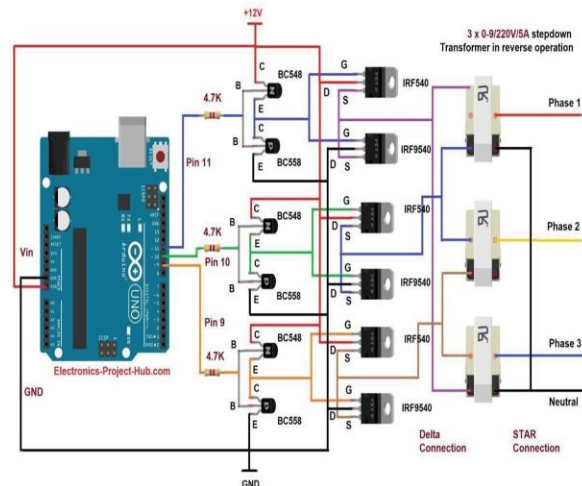 +12V
3 x 0-9/220V/5A stepdown
Transformer in reverse operation
C
BC548
4.7K
B
N
E
G
D
S
IRF540
C
BC558
P
E
G
D
S
IRF9540
Phase 1
Pin 11
C
BC548
4.7K
B
N
E
Pin 10
G
D
S
IRF540
C
BC558
B
P
E
G
D
S
IRF9540
Phase 2
Vin
Arduino
UNO
Pin 9
C
BC548
4.7K
N
E
G
D
S
IRF540
C
BC558
B
P
E
G
D
S
IRF9540
Phase 3
Neutral
Electronics-Project-Hub.com
GND
Delta
Connection
STAR
Connection
GND